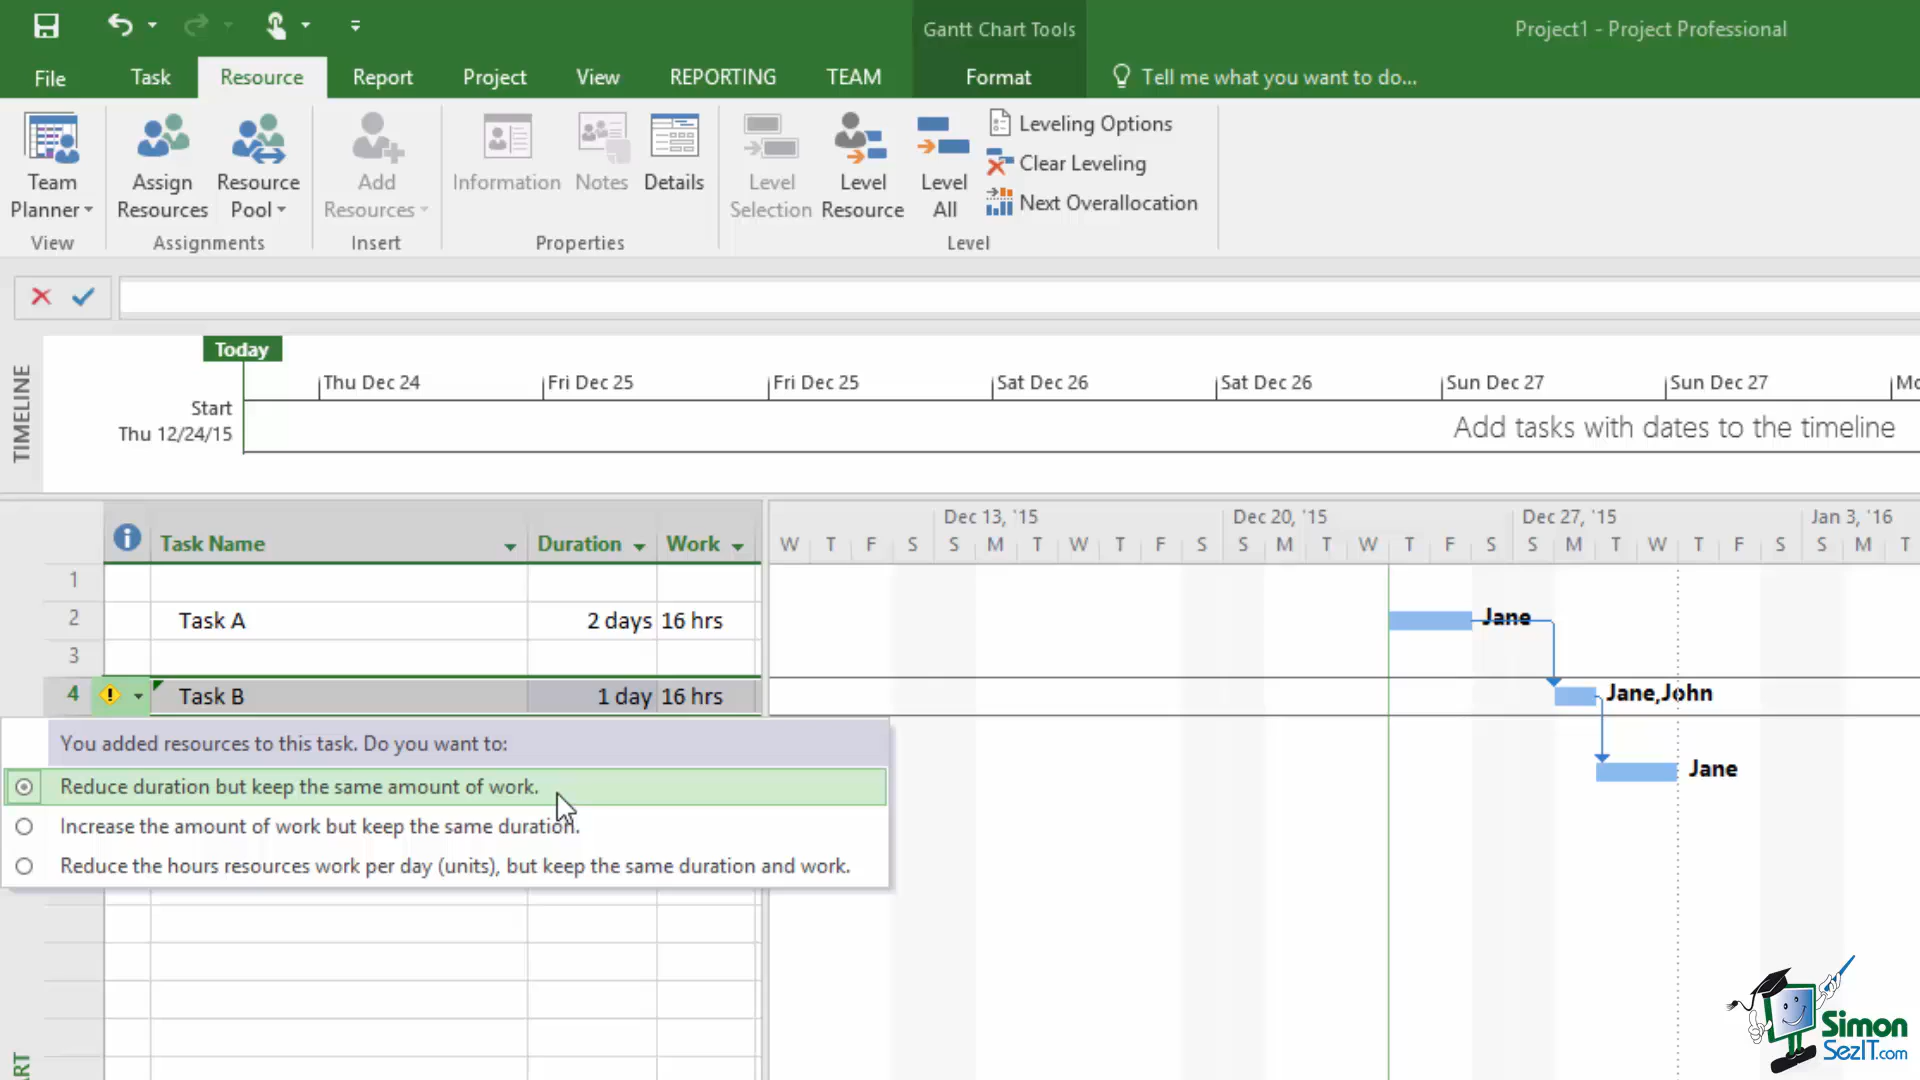 Gantt Chart Tools
Project1 - Project Professional
File
Task
Resource
Report
Project
View
REPORTING
TEAM
Format
Tell me what you want to do...
Team
Planner
View
Assign
Resources
Resource
Pool
Assignments
Add
Resources
Insert
Information
Notes
Details
Properties
Level
Selection
Level
Resource
Level
All
Leveling Options
Clear Leveling
Next Overallocation
Level
TIMELINE
Today
Thu Dec 24
Fri Dec 25
Fri Dec 25
Sat Dec 26
Sat Dec 26
Sun Dec 27
Sun Dec 27
Mo
Start
Thu 12/24/15
Add tasks with dates to the timeline
Task Name
Duration
Work
Dec 13, '15
Dec 20, '15
Dec 27, '15
Jan 3, '16
W T F S S M T W T F S S M T W T F S S M T W T F S S M T
1
2 Task A 2 days 16 hrs
Jane
3
4 Task B 1 day 16 hrs
Jane,John
You added resources to this task. Do you want to:
Reduce duration but keep the same amount of work.
Jane
Increase the amount of work but keep the same duration.
Reduce the hours resources work per day (units), but keep the same duration and work.
ART
Simon
SezIT.com